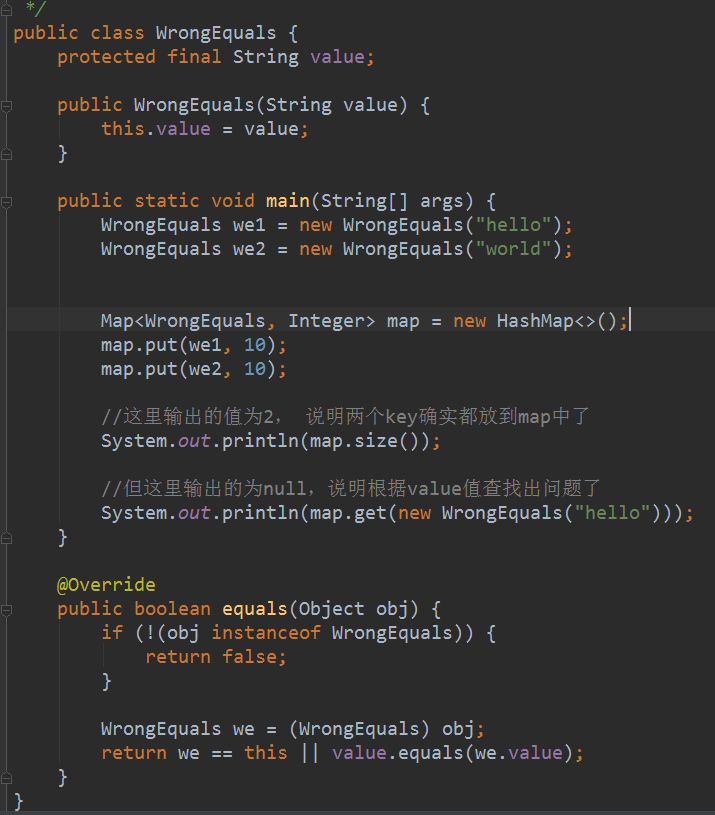 */
public class WrongEquals {
protected final String value;
public WrongEquals(String value) {
this.value = value;
}
public static void main(String[] args) {
WrongEquals we1 = new WrongEquals("hello");
WrongEquals we2 = new WrongEquals("world");
Map<WrongEquals, Integer> map = new HashMap<>();
map.put(we1, 10);
map.put(we2, 10);
//这里输出的值为2， 说明两个key确实都放到map中了
System.out.println(map.size());
//但这里输出的为null，说明根据value值查找出问题了
System.out.println(map.get(new WrongEquals("hello")));
}
@Override
public boolean equals(Object obj) {
if (!(obj instanceof WrongEquals)) {
return false;
}
WrongEquals we = (WrongEquals) obj;
return we == this || value.equals(we.value);
}
}